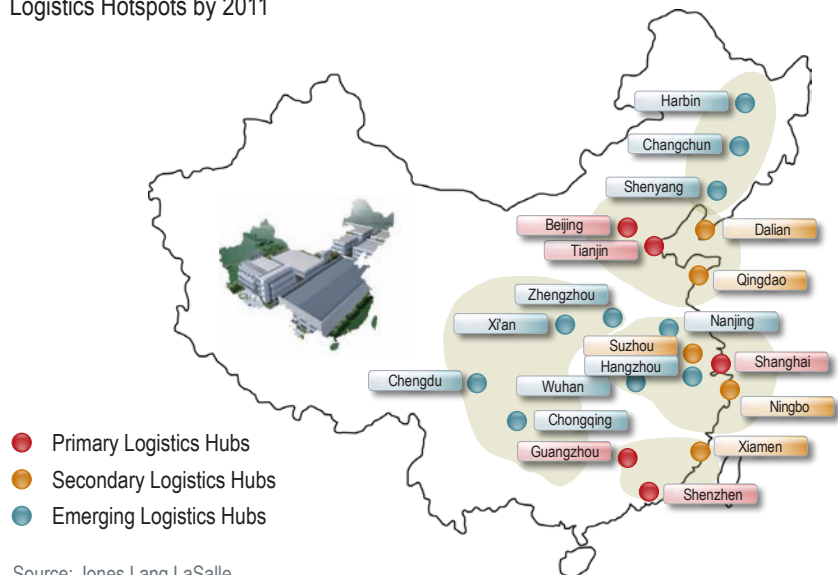 Logistics Hotspots by 2011
Harbin
Changchun
Shenyang
Beijing
Dalian
Tianjin
Qingdao
Zhengzhou
Xi'an
Nanjing
Suzhou
Shanghai
Hangzhou
Chengdu
Wuhan
Ningbo
Chongqing
Primary Logistics Hubs
Guangzhou
Xiamen
Secondary Logistics Hubs
Shenzhen
Emerging Logistics Hubs
Source: Jones Lang LaSalle